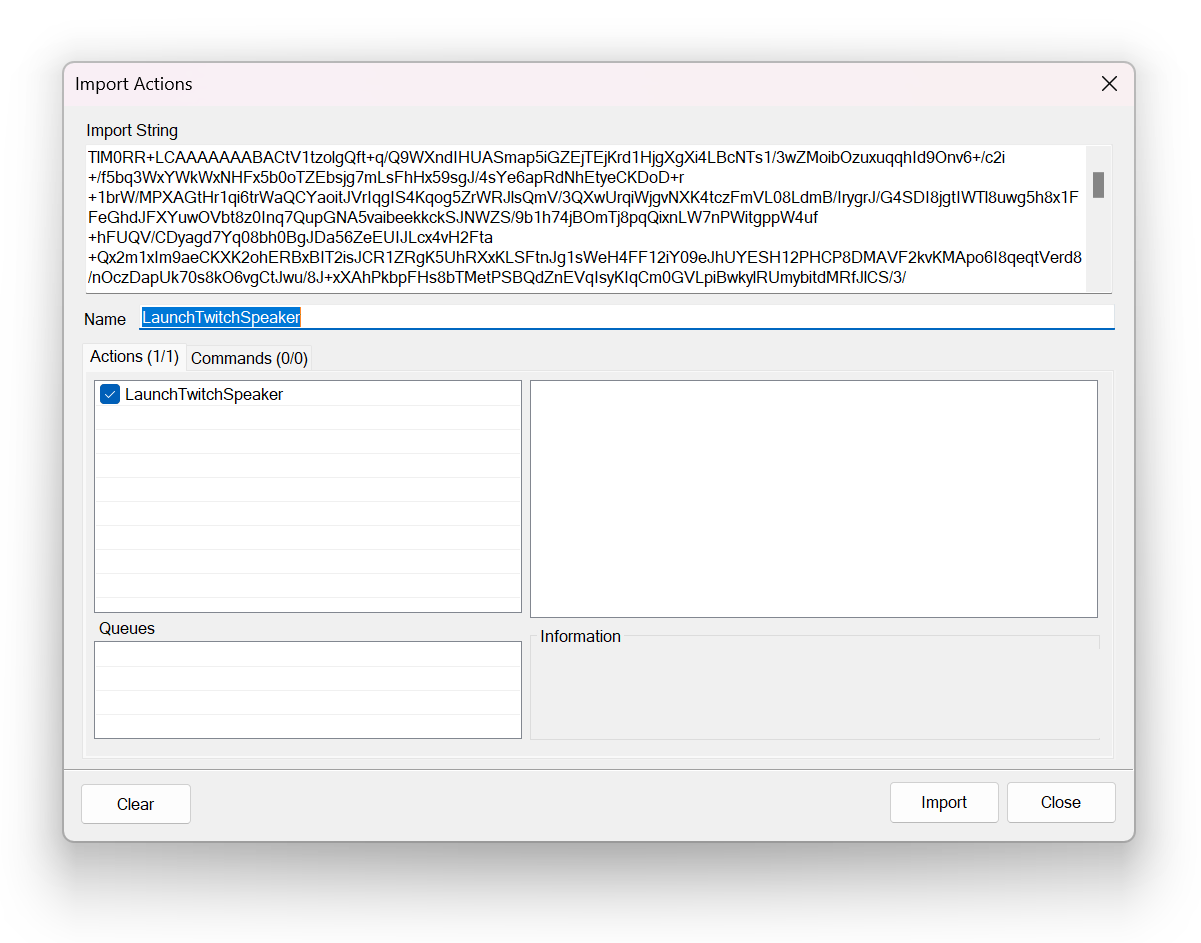 Import Actions
Import String
TlM0RR+LCAAAAAAABACtV1tzolgQft+q/Q9WXndIHUASmap5iGZEjTEjKrd1HjgXgXi4LBcNTs1/3wZMoibOzuxuqqhId9Onv6+/c2i
+/f5bq3WxYWkWxNHFx5b0oTZEbsjg7mLsFhHx59sgJ/4sYe6apRdNhEtyeCKDoD+r
+1brW/MPXAGtHr1qi6trWaQCYaoitJVrIqgIS4Kqog5ZrWRJlsQmV/3QXwUrqiWjgvNXK4tczFmVL08LdmB/IrygrJ/G4SDI8jgtIWTl8uwg5h8x1F
FeGhdJFXYuwOVbt8z0Inq7QupGNA5vaibeekkckSJNWZS/9b1h74jBOmTj8pqQixnLW7nPWitgppW4uf
+hFUQV/CDyagd7Yq08bh0BgJDa56ZeEUIJLcx4vH2Fta
+Qx2m1xIm9aeCKXK2ohERBxBIT2isJCR1ZRgK5UhRXxKLSFtnJg1sWeH4FF12iY09eJhUYESH12PHCP8DMAVF2kvKMApo6I8qeqtVerd8
/nOczDapUk70s8kO6vgCtJwu/8J+xXAhPkbpFHs8bTMetPSBQdZnEVqIsyKIqCm0GVLpiBwkylRUmybitdMRfJlCS/3/
Name LaunchTwitchSpeaker
Actions (1/1) Commands (0/0)
LaunchTwitchSpeaker
Queues
Information
Clear Import Close